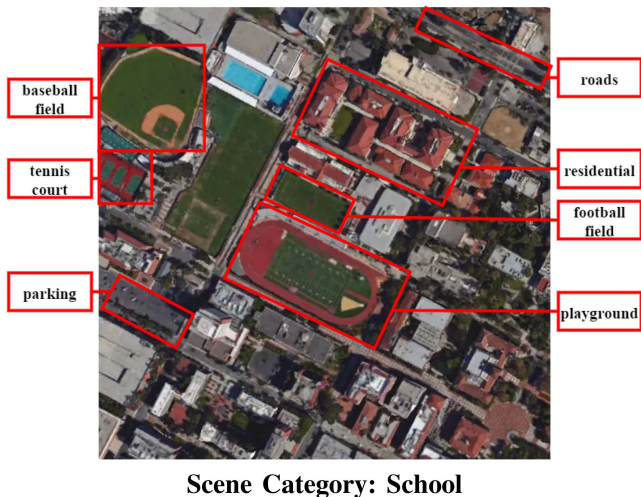 baseball
field
tennis
court
parking
roads
residential
football
field
playground
Scene Category: School